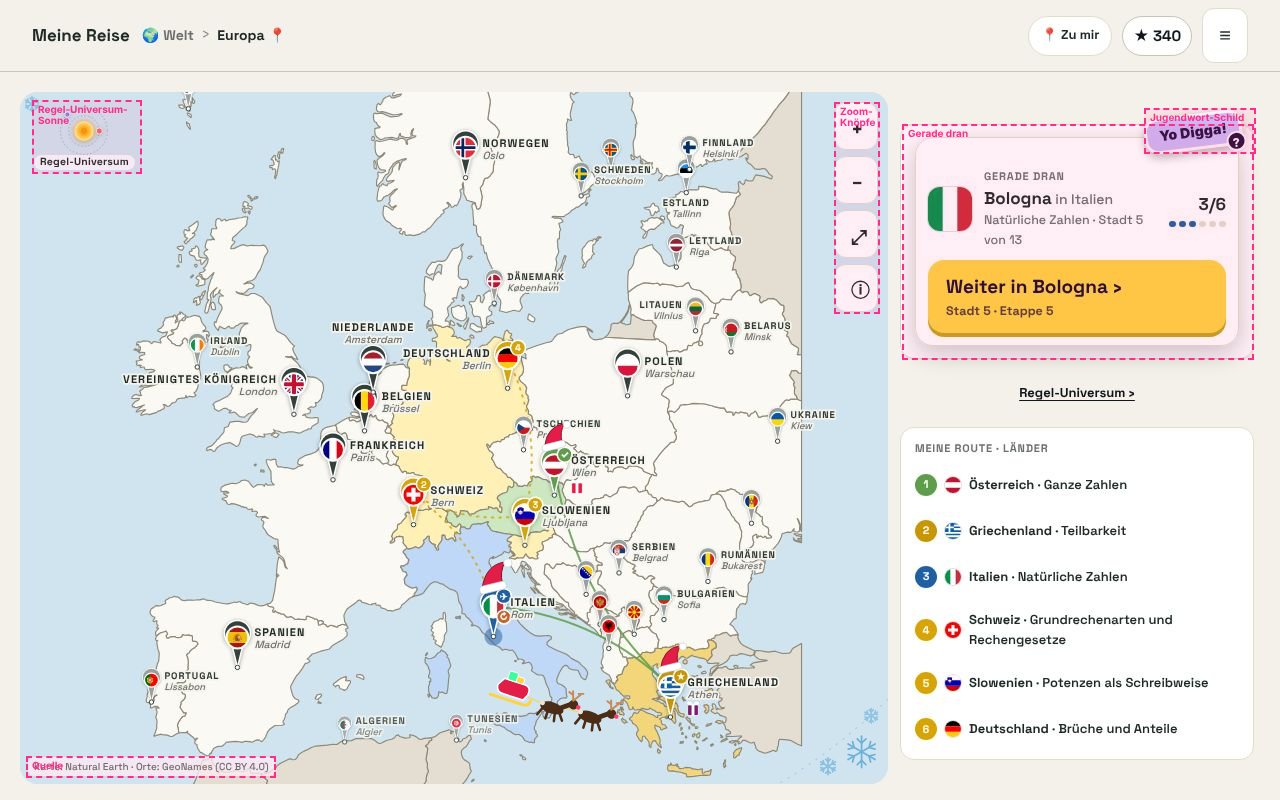 Meine Reise
Welt > Europa
Zu mir
★ 340
≡
Regel-Universum-
Sonne
Regel-Universum
Zoom-
Knöpfe
+
−
NORWEGEN
Oslo
SCHWEDEN
Stockholm
FINNLAND
Helsinki
ESTLAND
Tallinn
LETTLAND
Riga
DÄNEMARK
København
LITAUEN
Vilnius
BELARUS
Minsk
NIEDERLANDE
Amsterdam
IRLAND
Dublin
DEUTSCHLAND
Berlin
4
POLEN
Warschau
VEREINIGTES KÖNIGREICH
London
BELGIEN
Brüssel
UKRAINE
Kiew
TSCHECHIEN
FRANKREICH
Paris
ÖSTERREICH
Wien
SCHWEIZ
Bern
2
SLOWENIEN
Ljubljana
3
SERBIEN
Belgrad
RUMÄNIEN
Bukarest
BULGARIEN
Sofia
ITALIEN
Rom
SPANIEN
Madrid
PORTUGAL
Lissabon
GRIECHENLAND
Athen
ALGERIEN
Algier
TUNESIEN
Tunis
Quelle
Natural Earth · Orte: GeoNames (CC BY 4.0)
Jugendwort-Schild
Yo Digga!
?
Gerade dran
GERADE DRAN
Bologna in Italien
Natürliche Zahlen · Stadt 5
von 13
3/6
Weiter in Bologna >
Stadt 5 · Etappe 5
Regel-Universum >
MEINE ROUTE · LÄNDER
1 Österreich · Ganze Zahlen
2 Griechenland · Teilbarkeit
3 Italien · Natürliche Zahlen
4 Schweiz · Grundrechenarten und
Rechengesetze
5 Slowenien · Potenzen als Schreibweise
6 Deutschland · Brüche und Anteile